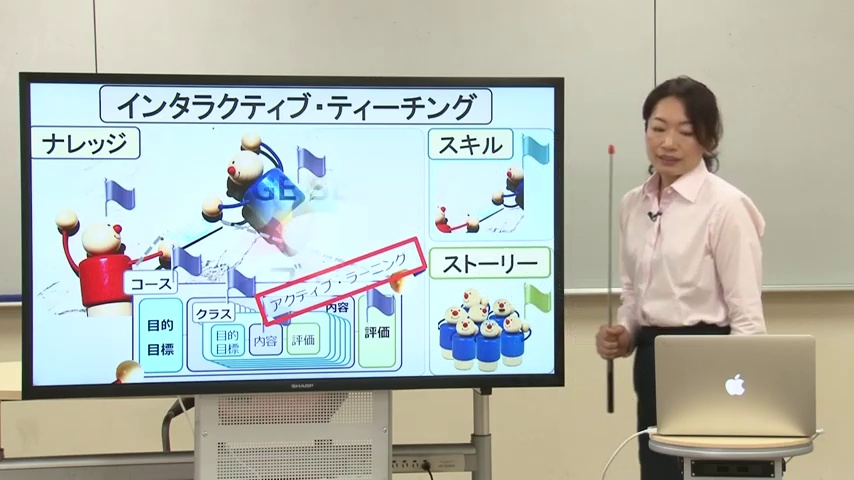 インタラクティブ・ティーチング
ナレッジ
スキル
ストーリー
コース
目的
目標
クラス
目的
目標
内容
評価
内容
評価
アクティブ・ラーニング
SHARP